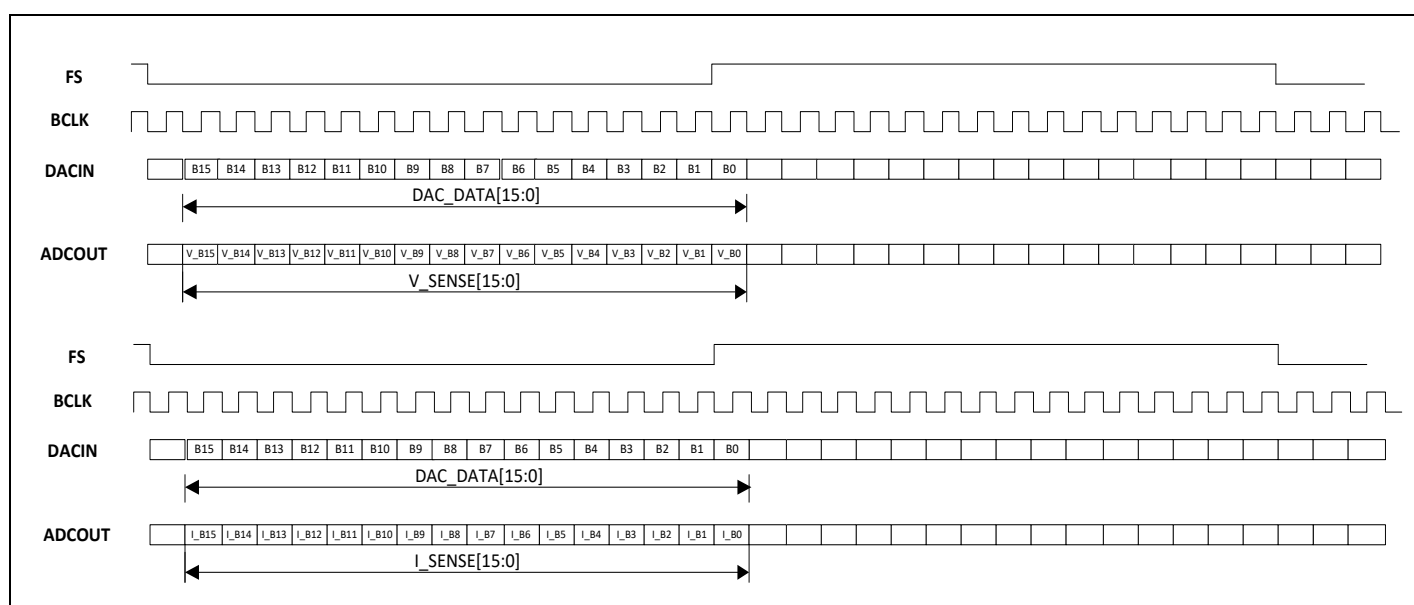 FS
BCLK
DACIN B15 B14 B13 B12 B11 B10 B9 B8 B7 B6 B5 B4 B3 B2 B1 B0
DAC_DATA[15:0]
ADCOUT V_B15 V_B14 V_B13 V_B12 V_B11 V_B10 V_B9 V_B8 V_B7 V_B6 V_B5 V_B4 V_B3 V_B2 V_B1 V_B0
V_SENSE[15:0]
FS
BCLK
DACIN B15 B14 B13 B12 B11 B10 B9 B8 B7 B6 B5 B4 B3 B2 B1 B0
DAC_DATA[15:0]
ADCOUT I_B15 I_B14 I_B13 I_B12 I_B11 I_B10 I_B9 I_B8 I_B7 I_B6 I_B5 I_B4 I_B3 I_B2 I_B1 I_B0
I_SENSE[15:0]